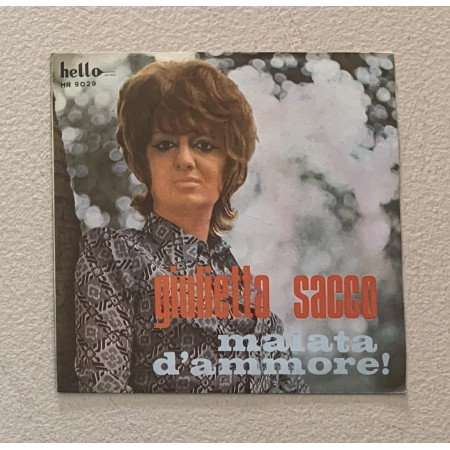 hello
HR 9029
giulietta sacco
malata
d'ammore!